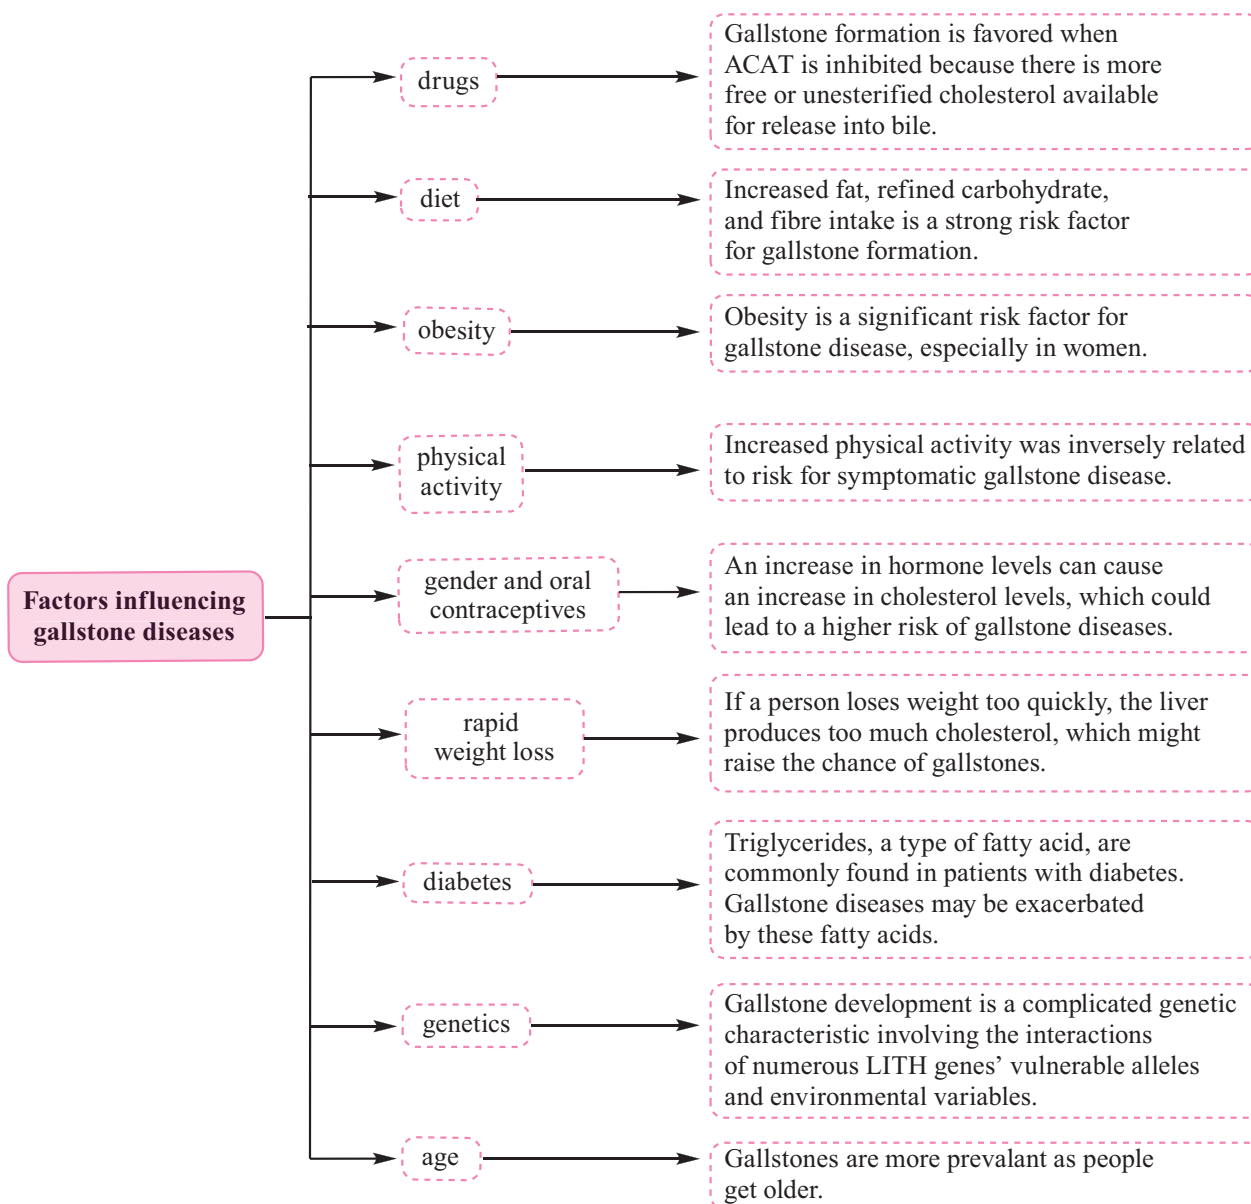 Factors influencing
gallstone diseases
drugs
Gallstone formation is favored when
ACAT is inhibited because there is more
free or unesterified cholesterol available
for release into bile.
diet
Increased fat, refined carbohydrate,
and fibre intake is a strong risk factor
for gallstone formation.
obesity
Obesity is a significant risk factor for
gallstone disease, especially in women.
physical
activity
Increased physical activity was inversely related
to risk for symptomatic gallstone disease.
gender and oral
contraceptives
An increase in hormone levels can cause
an increase in cholesterol levels, which could
lead to a higher risk of gallstone diseases.
rapid
weight loss
If a person loses weight too quickly, the liver
produces too much cholesterol, which might
raise the chance of gallstones.
diabetes
Triglycerides, a type of fatty acid, are
commonly found in patients with diabetes.
Gallstone diseases may be exacerbated
by these fatty acids.
genetics
Gallstone development is a complicated genetic
characteristic involving the interactions
of numerous LITH genes’ vulnerable alleles
and environmental variables.
age
Gallstones are more prevalant as people
get older.